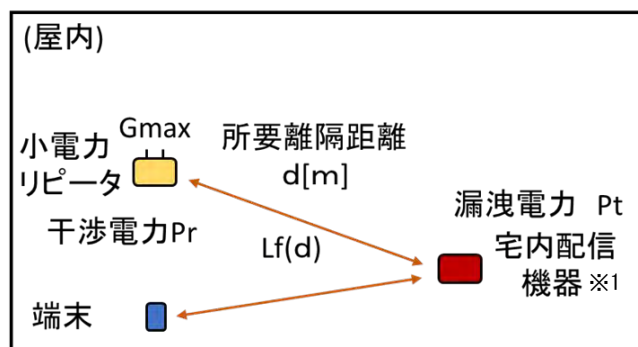 (屋内)
Gmax
小電力
リピータ
所要離隔距離
d[m]
干渉電力Pr
Lf(d)
漏洩電力 Pt
宅内配信
機器※1
端末